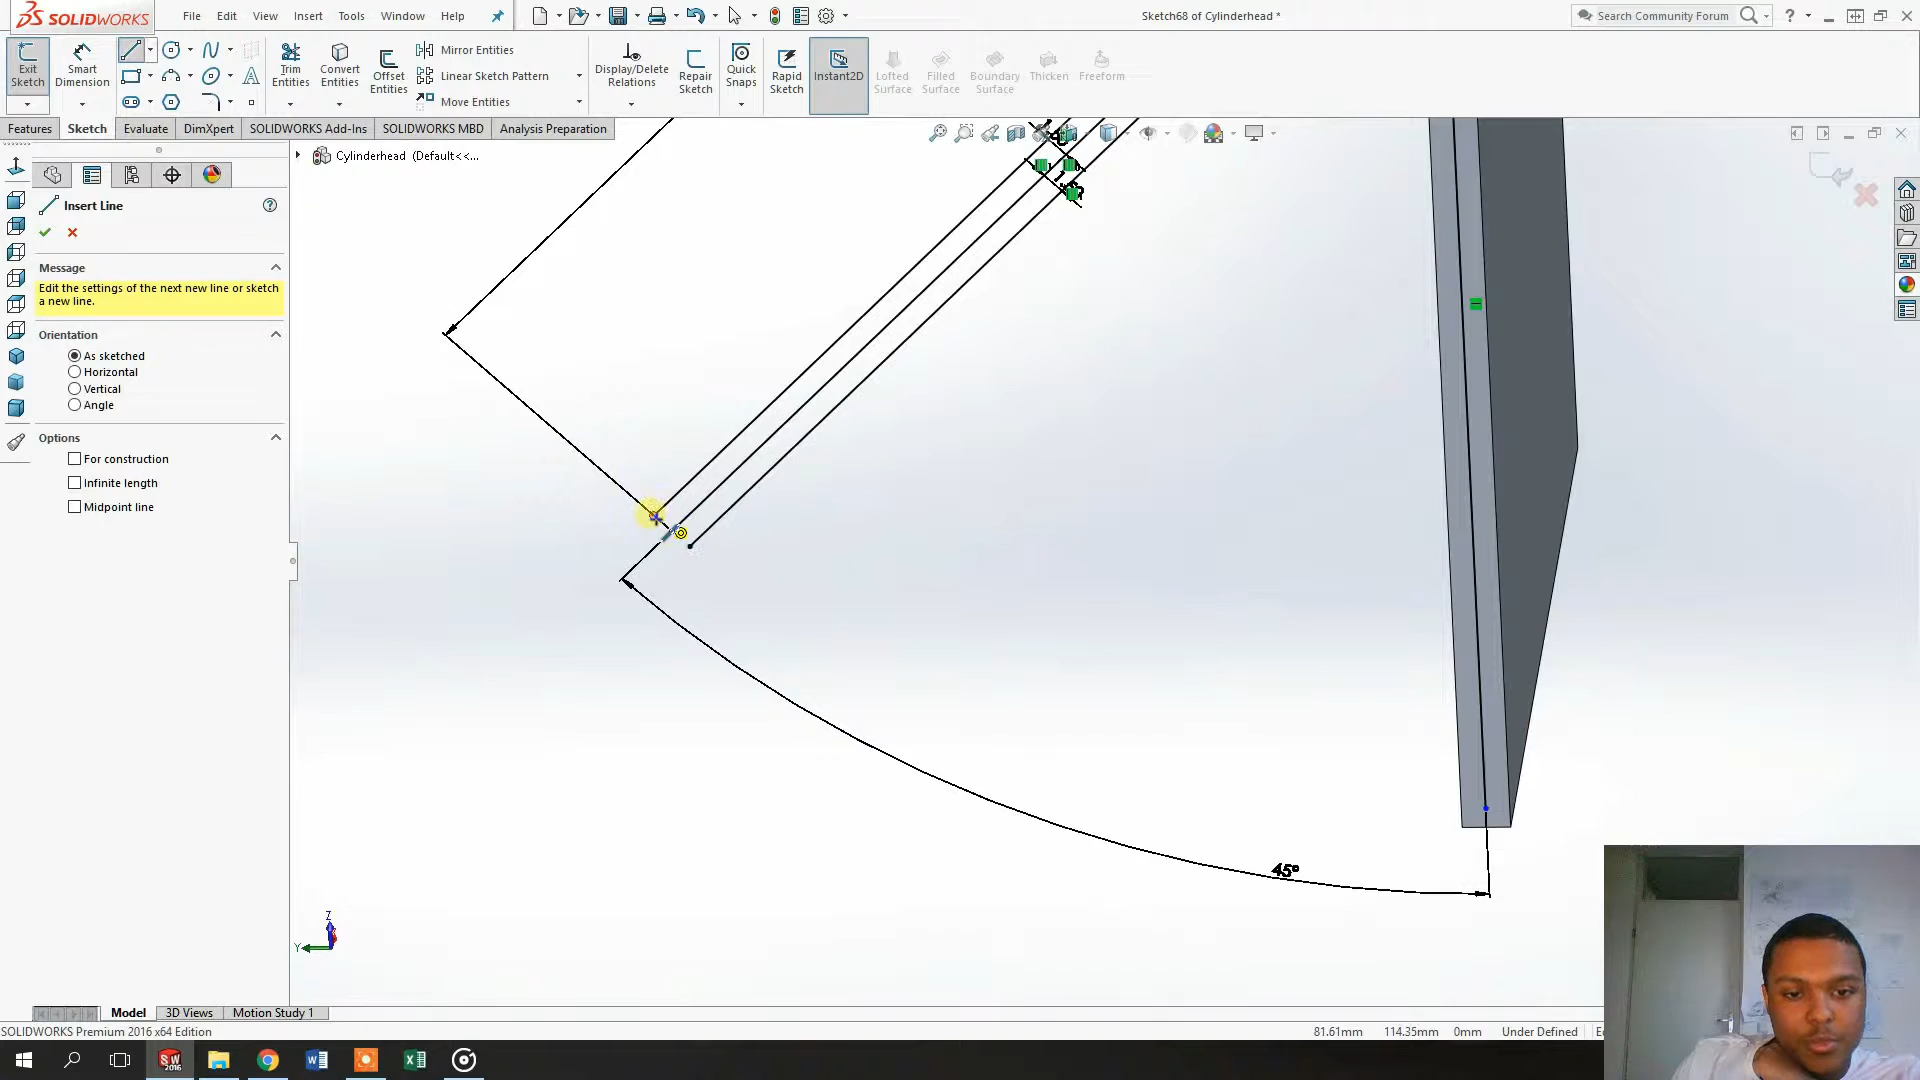 SOLIDWORKS
File Edit View Insert Tools Window Help
Sketch68 of Cylinderhead *
Search Community Forum
Exit Sketch
Smart Dimension
Trim Entities
Convert Entities
Offset Entities
Mirror Entities
Linear Sketch Pattern
Move Entities
Display/Delete Relations
Repair Sketch
Quick Snaps
Rapid Sketch
Instant2D
Lofted Surface
Filled Surface
Boundary Surface
Thicken
Freeform
Features Sketch Evaluate DimXpert SOLIDWORKS Add-Ins SOLIDWORKS MBD Analysis Preparation
Cylinderhead (Default<<...
Insert Line
Message
Edit the settings of the next new line or sketch
a new line.
Orientation
As sketched
Horizontal
Vertical
Angle
Options
For construction
Infinite length
Midpoint line
45°
Z
Y
Model 3D Views Motion Study 1
SOLIDWORKS Premium 2016 x64 Edition
81.61mm 114.35mm 0mm Under Defined
SW
2016